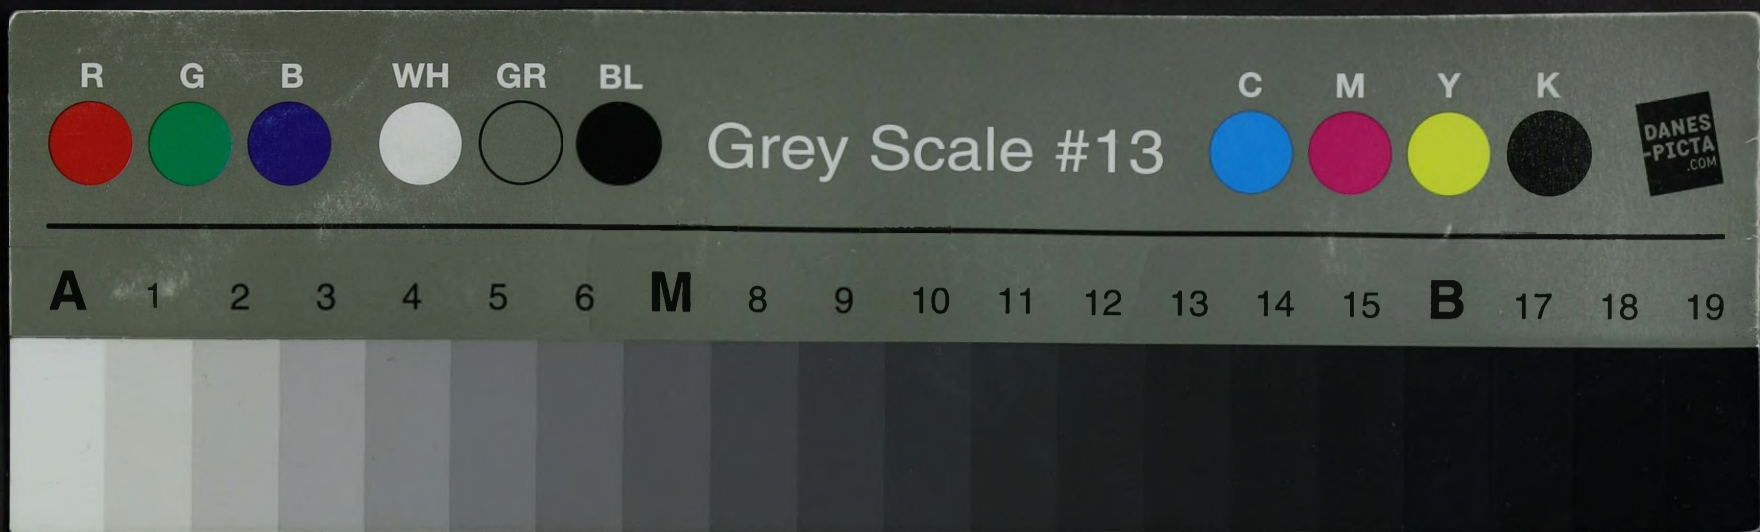 R G B WH GR BL C M Y K
Grey Scale #13
DANES
-PICTA
.COM
A 1 2 3 4 5 6 M 8 9 10 11 12 13 14 15 B 17 18 19